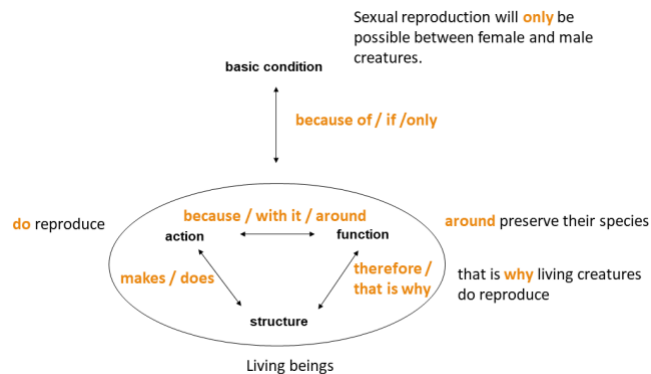 Sexual reproduction will only be
possible between female and male
creatures.
basic condition
because of / if /only
because / with it / around
do reproduce
action
function
around preserve their species
makes / does
therefore /
that is why
that is why living creatures
do reproduce
structure
Living beings